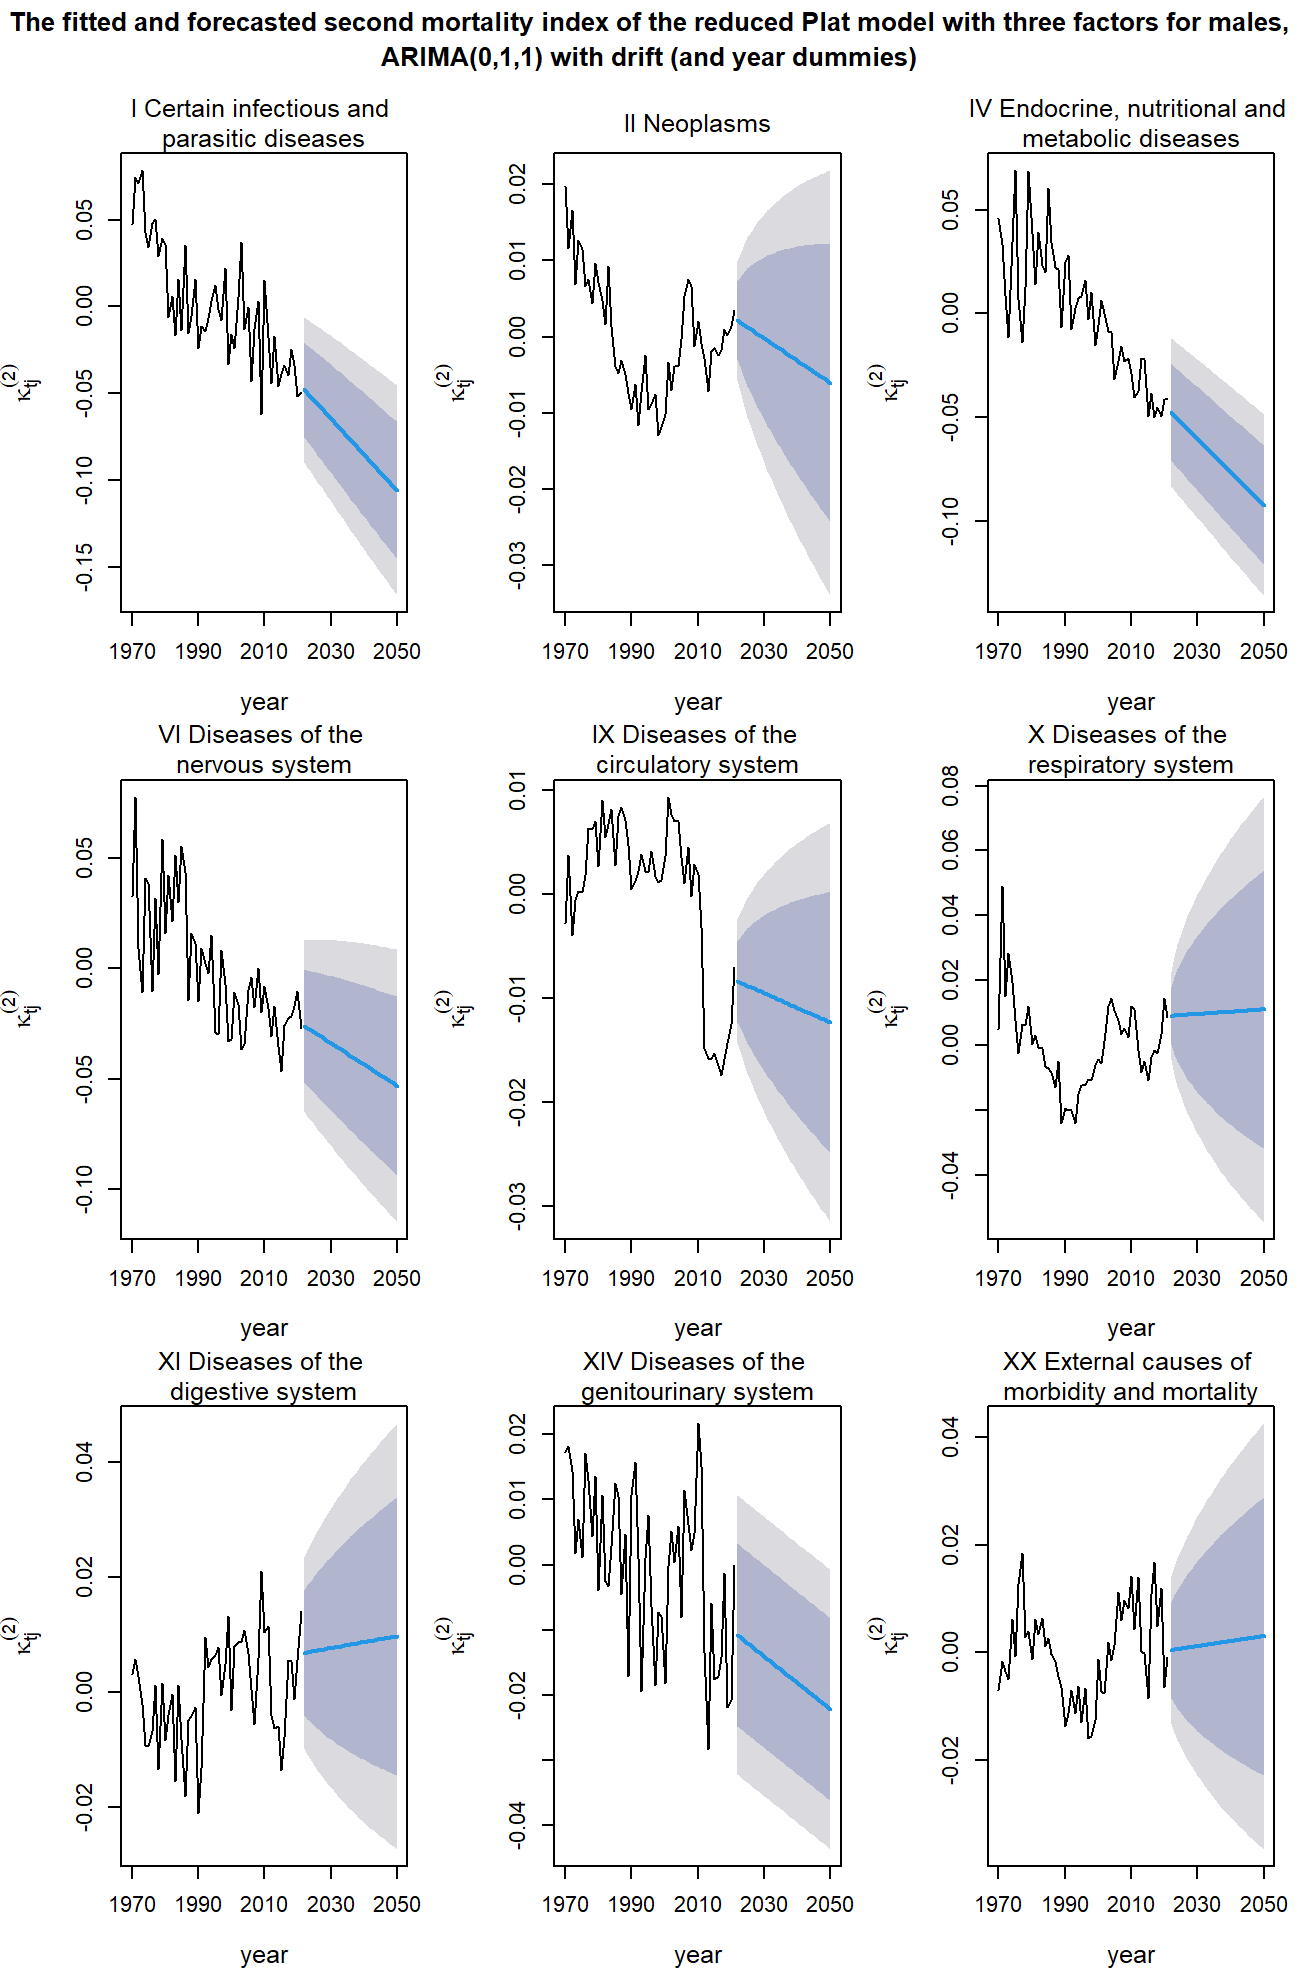 The fitted and forecasted second mortality index of the reduced Plat model with three factors for males,
ARIMA(0,1,1) with drift (and year dummies)
I Certain infectious and
parasitic diseases
κtj(2)
0.05
0.00
-0.05
-0.10
-0.15
1970 1990 2010 2030 2050
year
II Neoplasms
κtj(2)
0.02
0.01
0.00
-0.01
-0.02
-0.03
1970 1990 2010 2030 2050
year
IV Endocrine, nutritional and
metabolic diseases
κtj(2)
0.05
0.00
-0.05
-0.10
1970 1990 2010 2030 2050
year
VI Diseases of the
nervous system
κtj(2)
0.05
0.00
-0.05
-0.10
1970 1990 2010 2030 2050
year
IX Diseases of the
circulatory system
κtj(2)
0.01
0.00
-0.01
-0.02
-0.03
1970 1990 2010 2030 2050
year
X Diseases of the
respiratory system
κtj(2)
0.08
0.06
0.04
0.02
0.00
-0.04
1970 1990 2010 2030 2050
year
XI Diseases of the
digestive system
κtj(2)
0.04
0.02
0.00
-0.02
1970 1990 2010 2030 2050
year
XIV Diseases of the
genitourinary system
κtj(2)
0.02
0.01
0.00
-0.02
-0.04
1970 1990 2010 2030 2050
year
XX External causes of
morbidity and mortality
κtj(2)
0.04
0.02
0.00
-0.02
1970 1990 2010 2030 2050
year